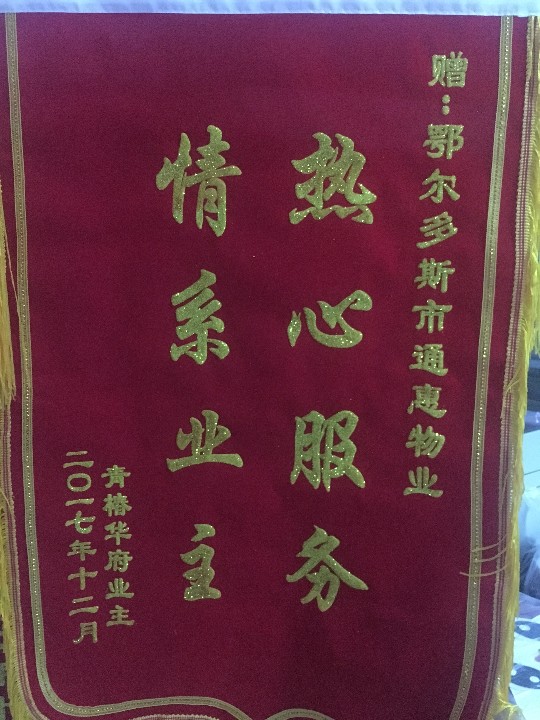 赠：鄂尔多斯市通惠物业
热心服务
情系业主
青椿华府业主
二〇一七年十二月